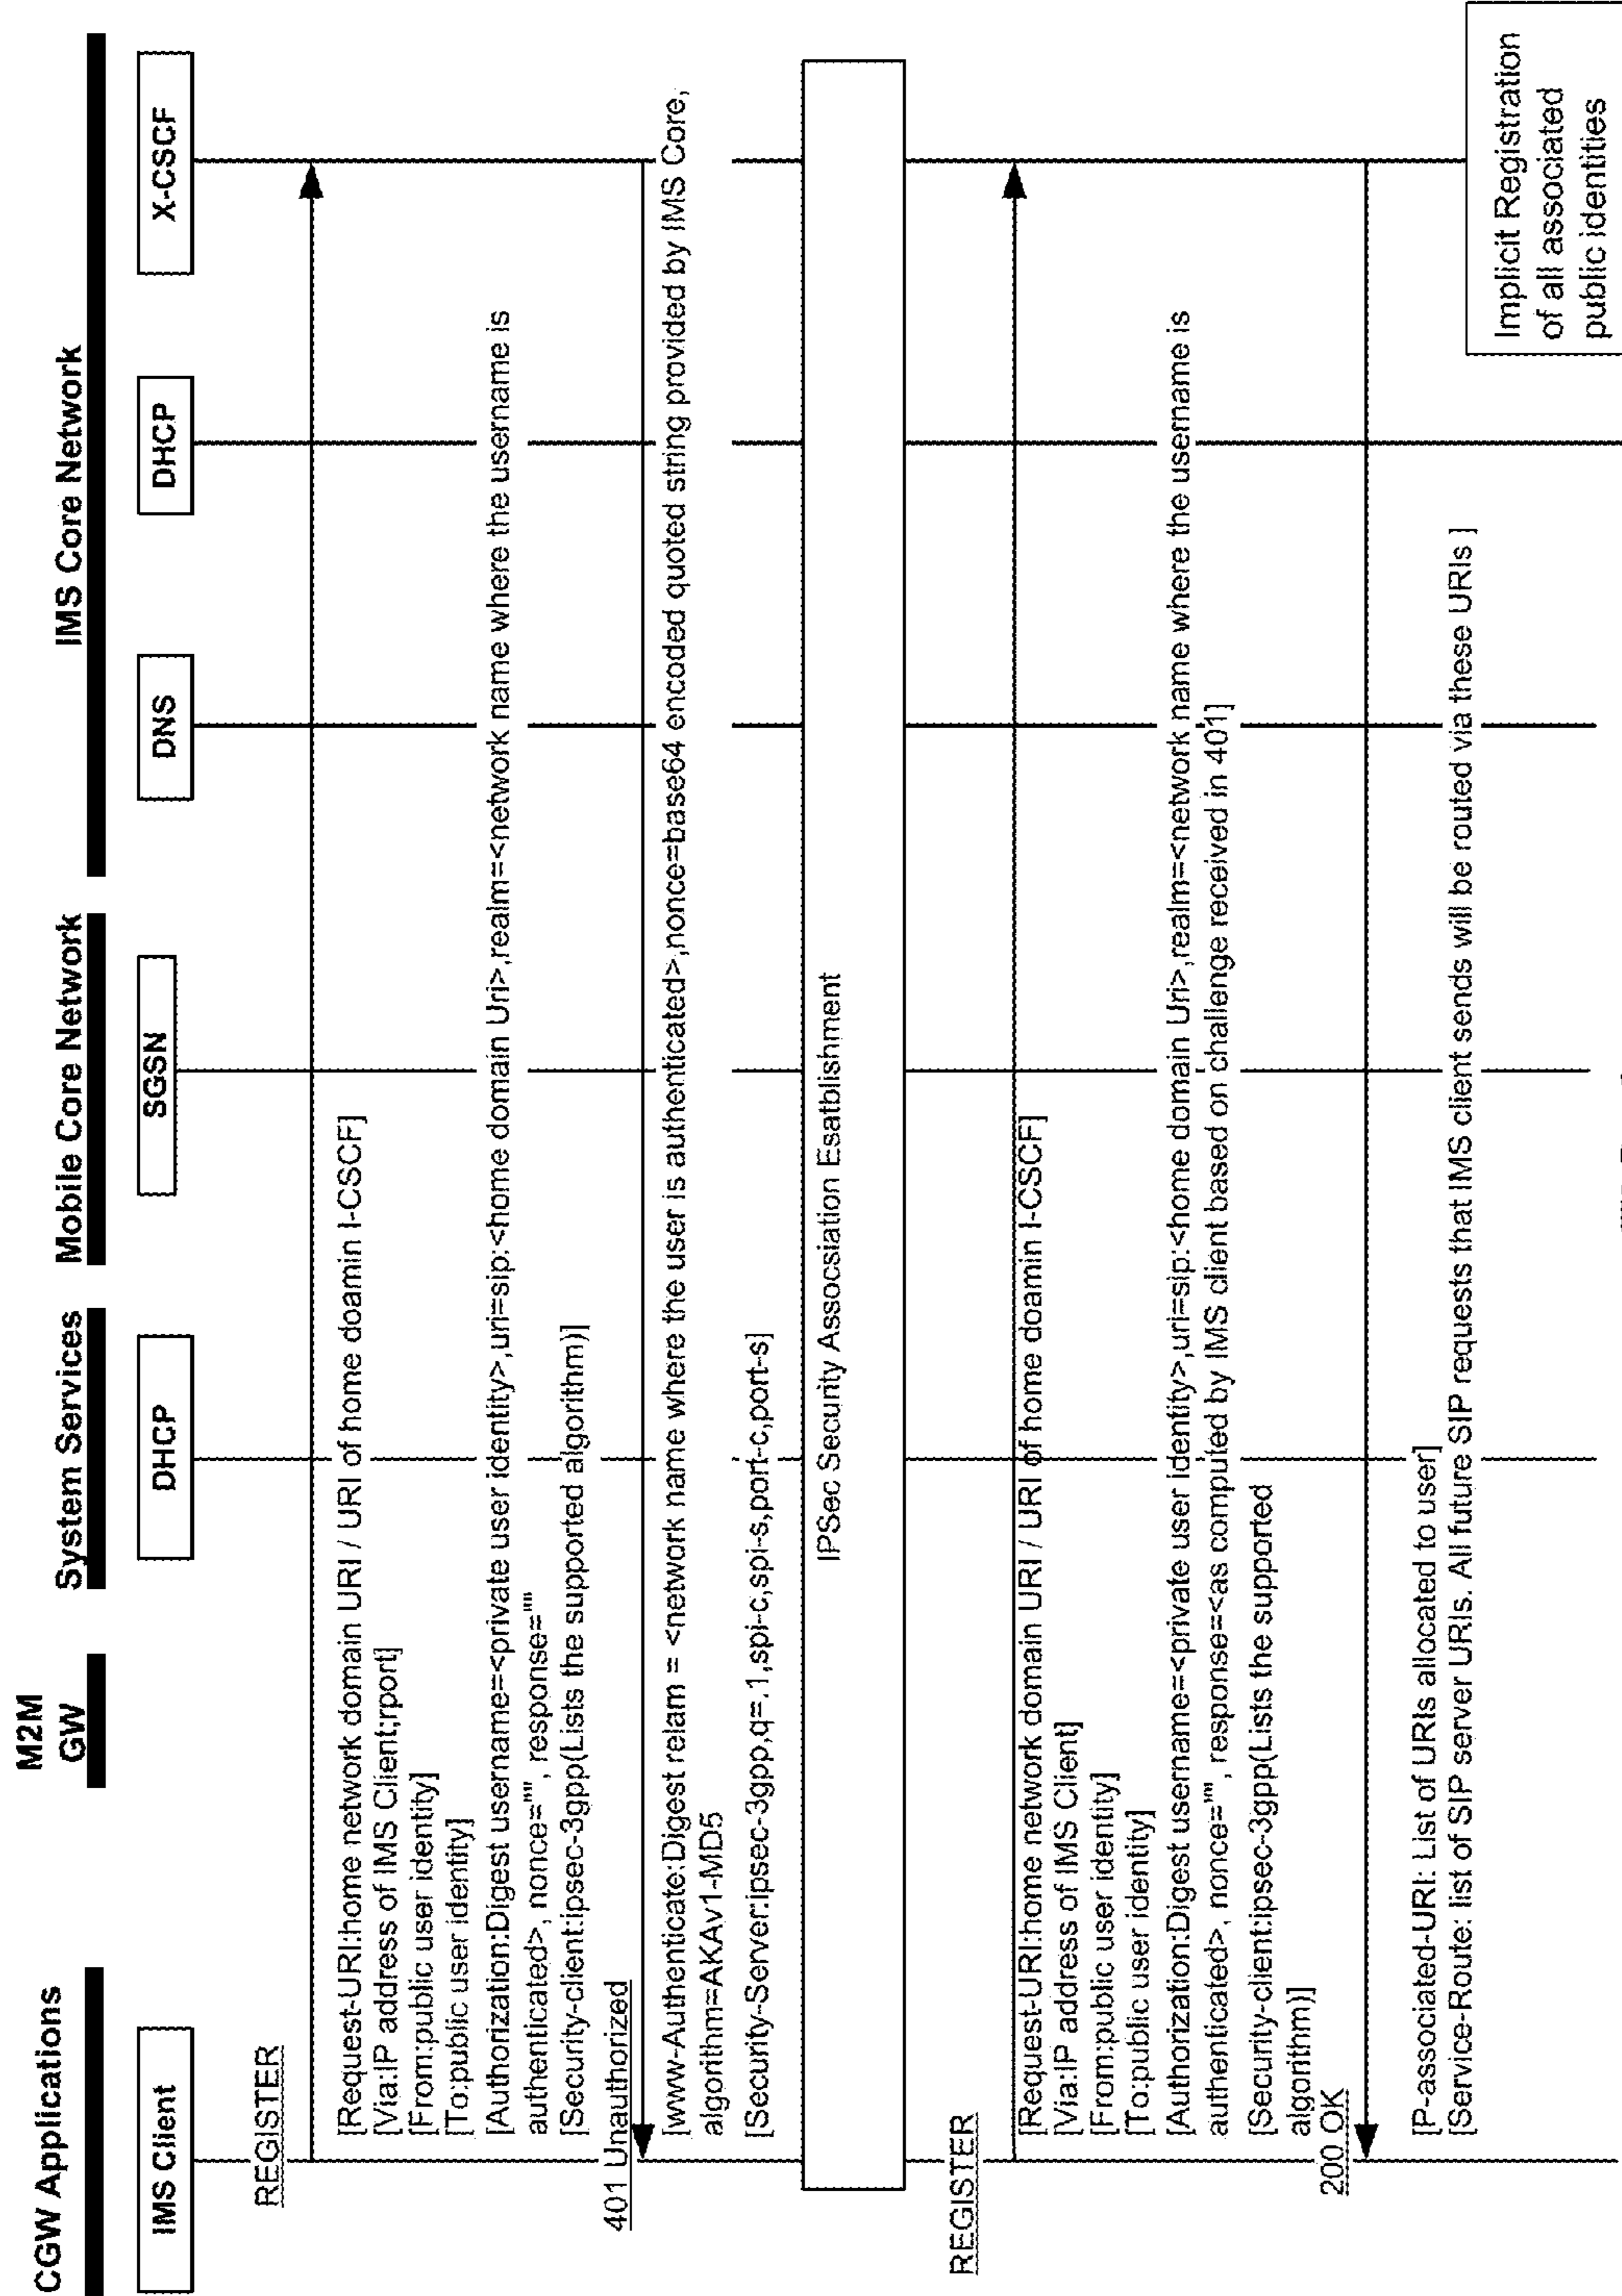 CGW Applications
M2M
GW
System Services
Mobile Core Network
IMS Core Network
IMS Client
DHCP
SGSN
DNS
DHCP
X-CSCF
REGISTER
[Request-URI:home network domain URI / URI of home doamin I-CSCF]
[Via:IP address of IMS Client;rport]
[From:public user identity]
[To:public user identity]
[Authorization:Digest username=<private user identity>,uri=sip:<home domain Uri>,realm=<network name where the username is
authenticated>, nonce="", response=""
[Security-client:ipsec-3gpp(Lists the supported algorithm)]
401 Unauthorized
[www-Authenticate:Digest relam = <network name where the user is authenticated>,nonce=base64 encoded quoted string provided by IMS Core,
algorithm=AKAv1-MD5
[Security-Server:ipsec-3gpp,q=.1,spi-c,spi-s,port-c,port-s]
IPSec Security Assocsiation Esatblishment
REGISTER
[Request-URI:home network domain URI / URI of home doamin I-CSCF]
[Via:IP address of IMS Client]
[From:public user identity]
[To:public user identity]
[Authorization:Digest username=<private user identity>,uri=sip:<home domain Uri>,realm=<network name where the username is
authenticated>, nonce="", response=<as computed by IMS client based on challenge received in 401]
[Security-client:ipsec-3gpp(Lists the supported
algorithm)]
200 OK
[P-associated-URI: List of URIs allocated to user]
[Service-Route: list of SIP server URIs. All future SIP requests that IMS client sends will be routed via these URIs ]
Implicit Registration
of all associated
public identities